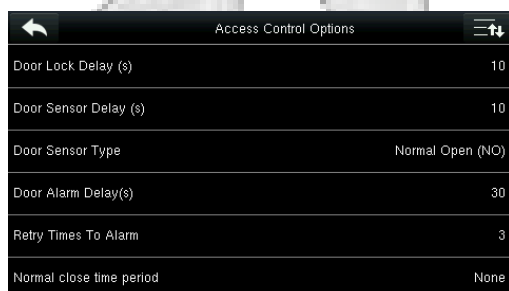 Access Control Options
Door Lock Delay (s) 10
Door Sensor Delay (s) 10
Door Sensor Type Normal Open (NO)
Door Alarm Delay(s) 30
Retry Times To Alarm 3
Normal close time period None